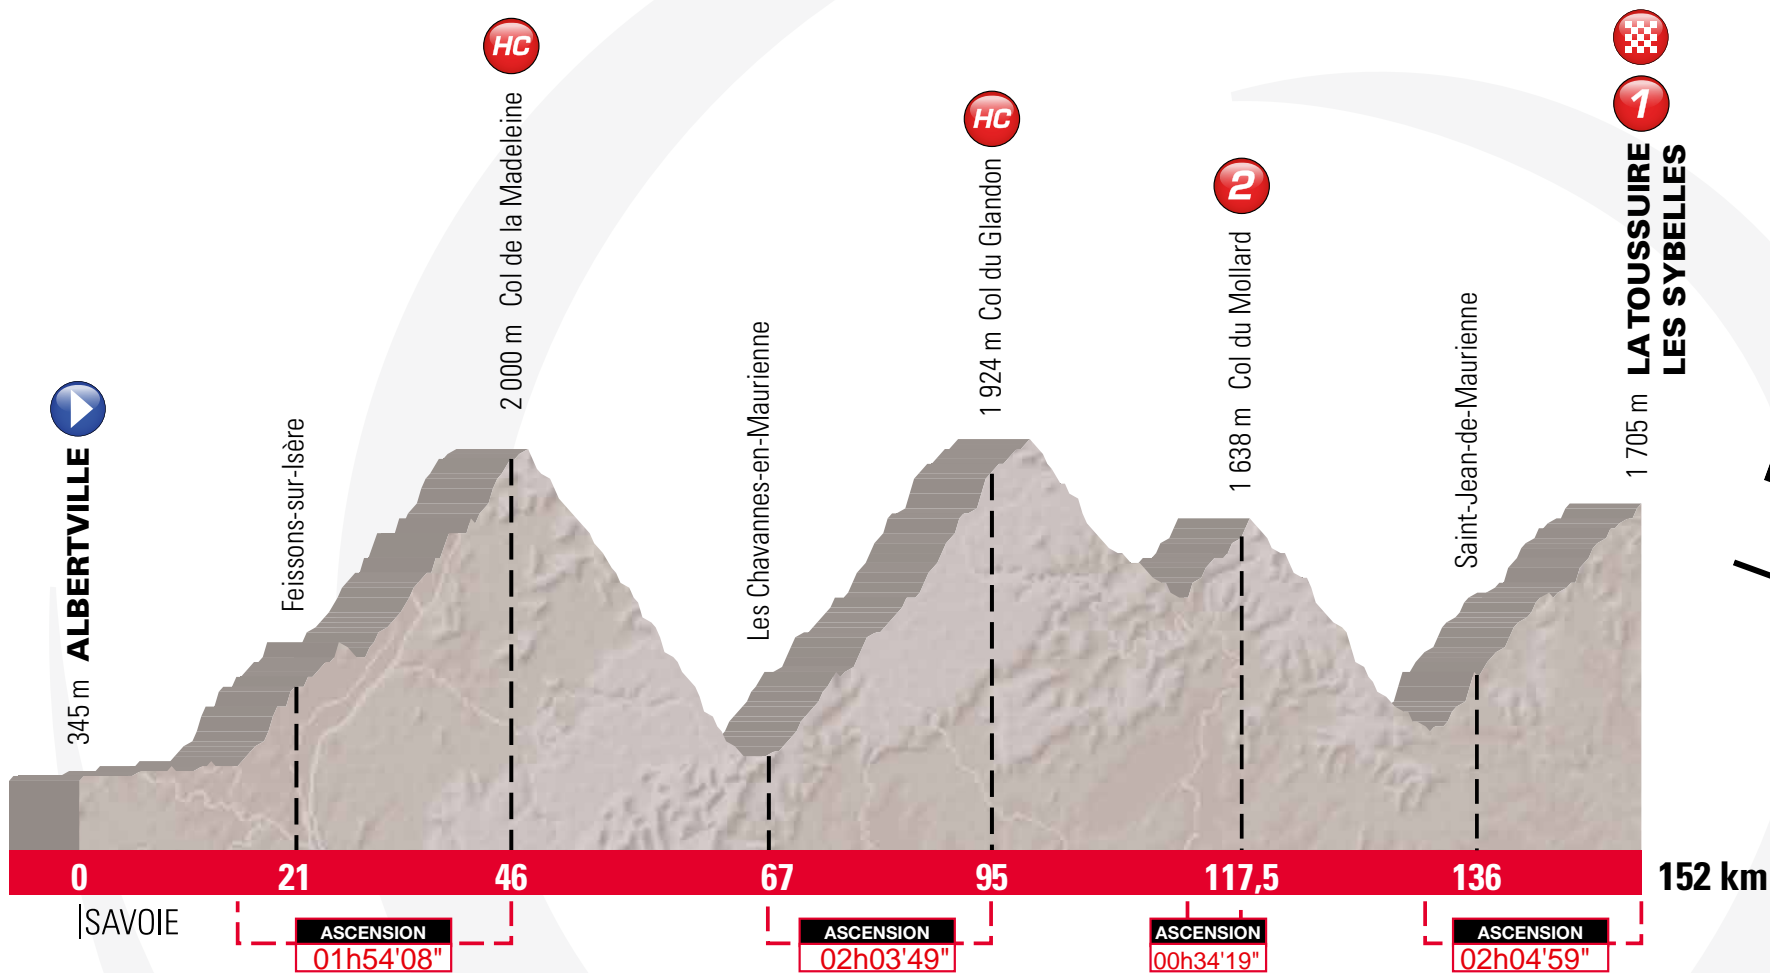 345 m ALBERTVILLE
Feissons-sur-Isère
HC
2 000 m Col de la Madeleine
Les Chavannes-en-Maurienne
HC
1 924 m Col du Glandon
2
1 638 m Col du Mollard
Saint-Jean-de-Maurienne
1
1 705 m LA TOUSSUIRE
LES SYBELLES
0 21 46 67 95 117,5 136 152 km
SAVOIE
ASCENSION
01h54'08"
ASCENSION
02h03'49"
ASCENSION
00h34'19"
ASCENSION
02h04'59"